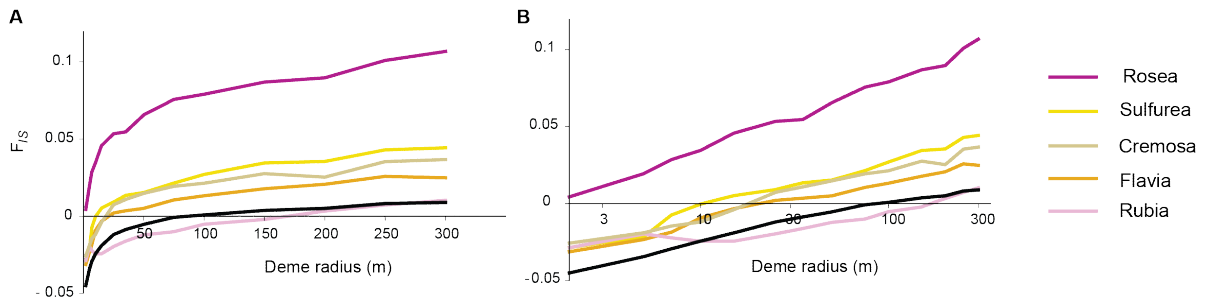 A
B
0.1
0.05
0
- 0.05
F_IS
50
100
150
200
250
300
Deme radius (m)
0.1
0.05
0
- 0.05
3
10
30
100
300
Deme radius (m)
Rosea
Sulfurea
Cremosa
Flavia
Rubia